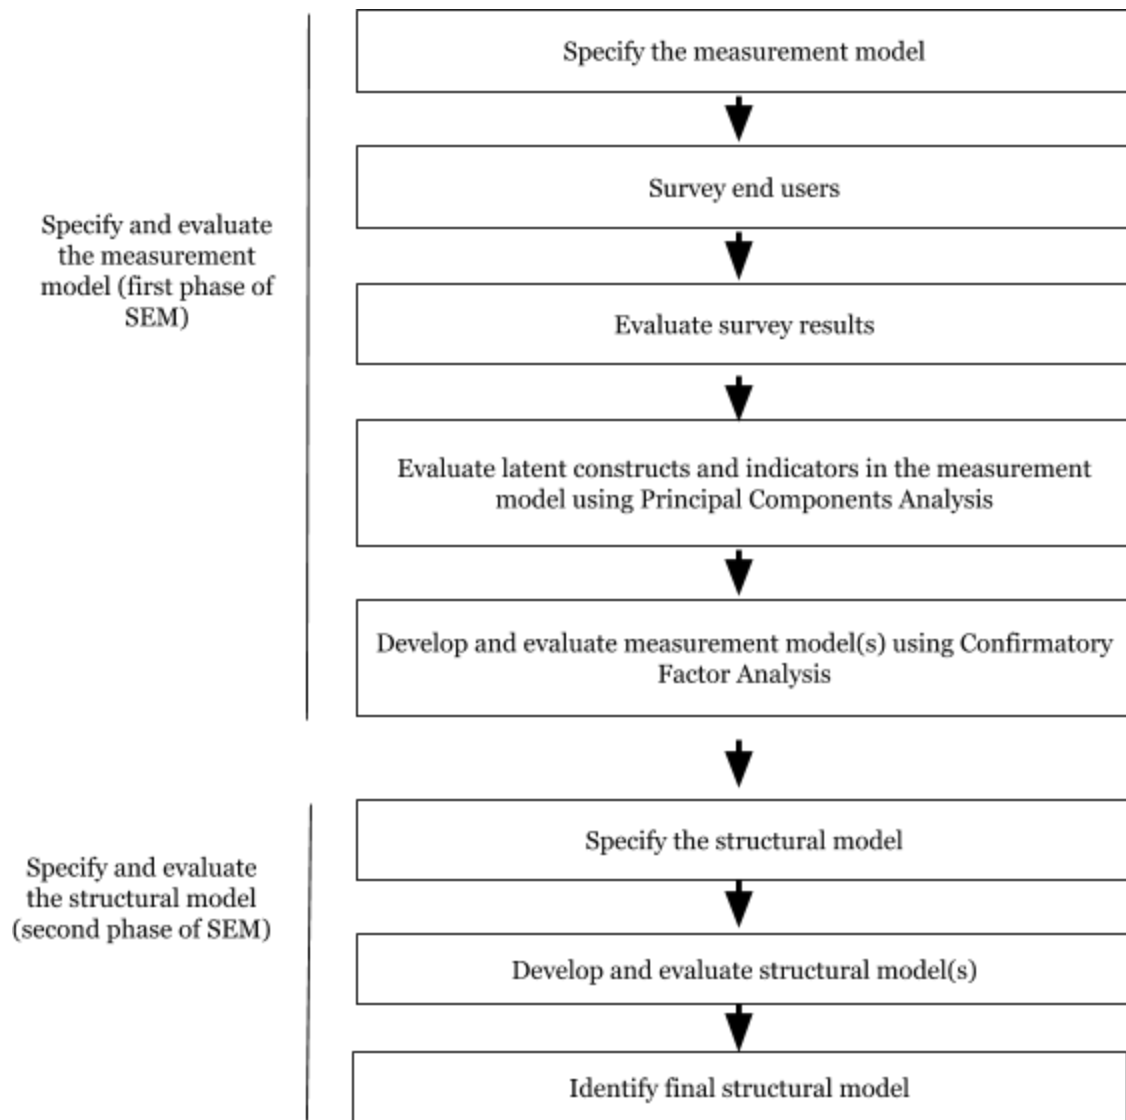 Specify the measurement model
Survey end users
Specify and evaluate
the measurement
model (first phase of
SEM)
Evaluate survey results
Evaluate latent constructs and indicators in the measurement
model using Principal Components Analysis
Develop and evaluate measurement model(s) using Confirmatory
Factor Analysis
Specify the structural model
Specify and evaluate
the structural model
(second phase of SEM)
Develop and evaluate structural model(s)
Identify final structural model